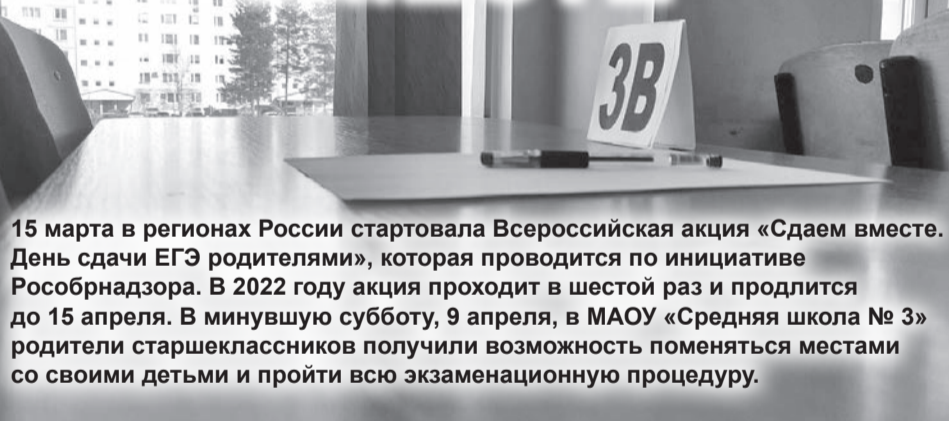 3В
15 марта в регионах России стартовала Всероссийская акция «Сдаем вместе.
День сдачи ЕГЭ родителями», которая проводится по инициативе
Рособрнадзора. В 2022 году акция проходит в шестой раз и продлится
до 15 апреля. В минувшую субботу, 9 апреля, в МАОУ «Средняя школа № 3»
родители старшеклассников получили возможность поменяться местами
со своими детьми и пройти всю экзаменационную процедуру.